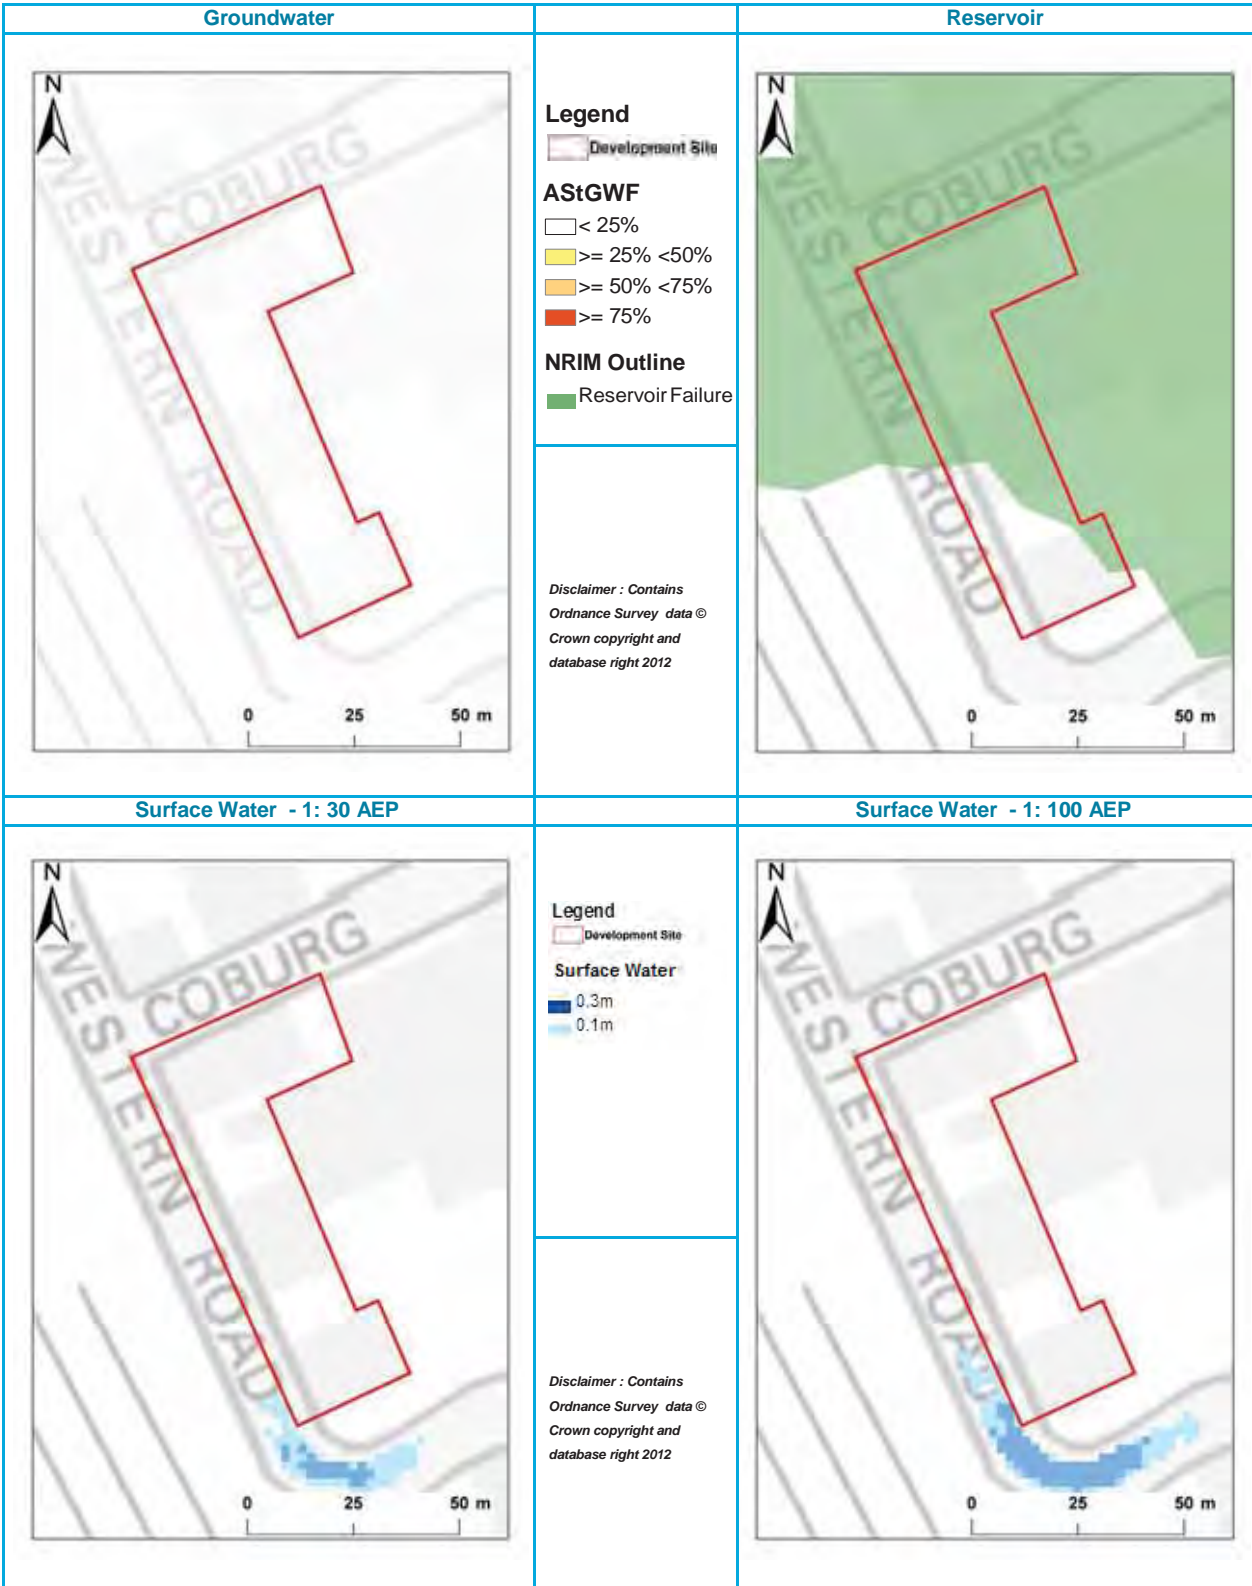 Groundwater
Reservoir
N
COBURG
WESTERN ROAD
0 25 50 m
Legend
Development Site
AStGWF
< 25%
>= 25% <50%
>= 50% <75%
>= 75%
NRIM Outline
Reservoir Failure
Disclaimer : Contains
Ordnance Survey data ©
Crown copyright and
database right 2012
N
COBURG
WESTERN ROAD
0 25 50 m
Surface Water - 1: 30 AEP
Surface Water - 1: 100 AEP
N
COBURG
WESTERN ROAD
0 25 50 m
Legend
Development Site
Surface Water
0.3m
0.1m
Disclaimer : Contains
Ordnance Survey data ©
Crown copyright and
database right 2012
N
COBURG
WESTERN ROAD
0 25 50 m